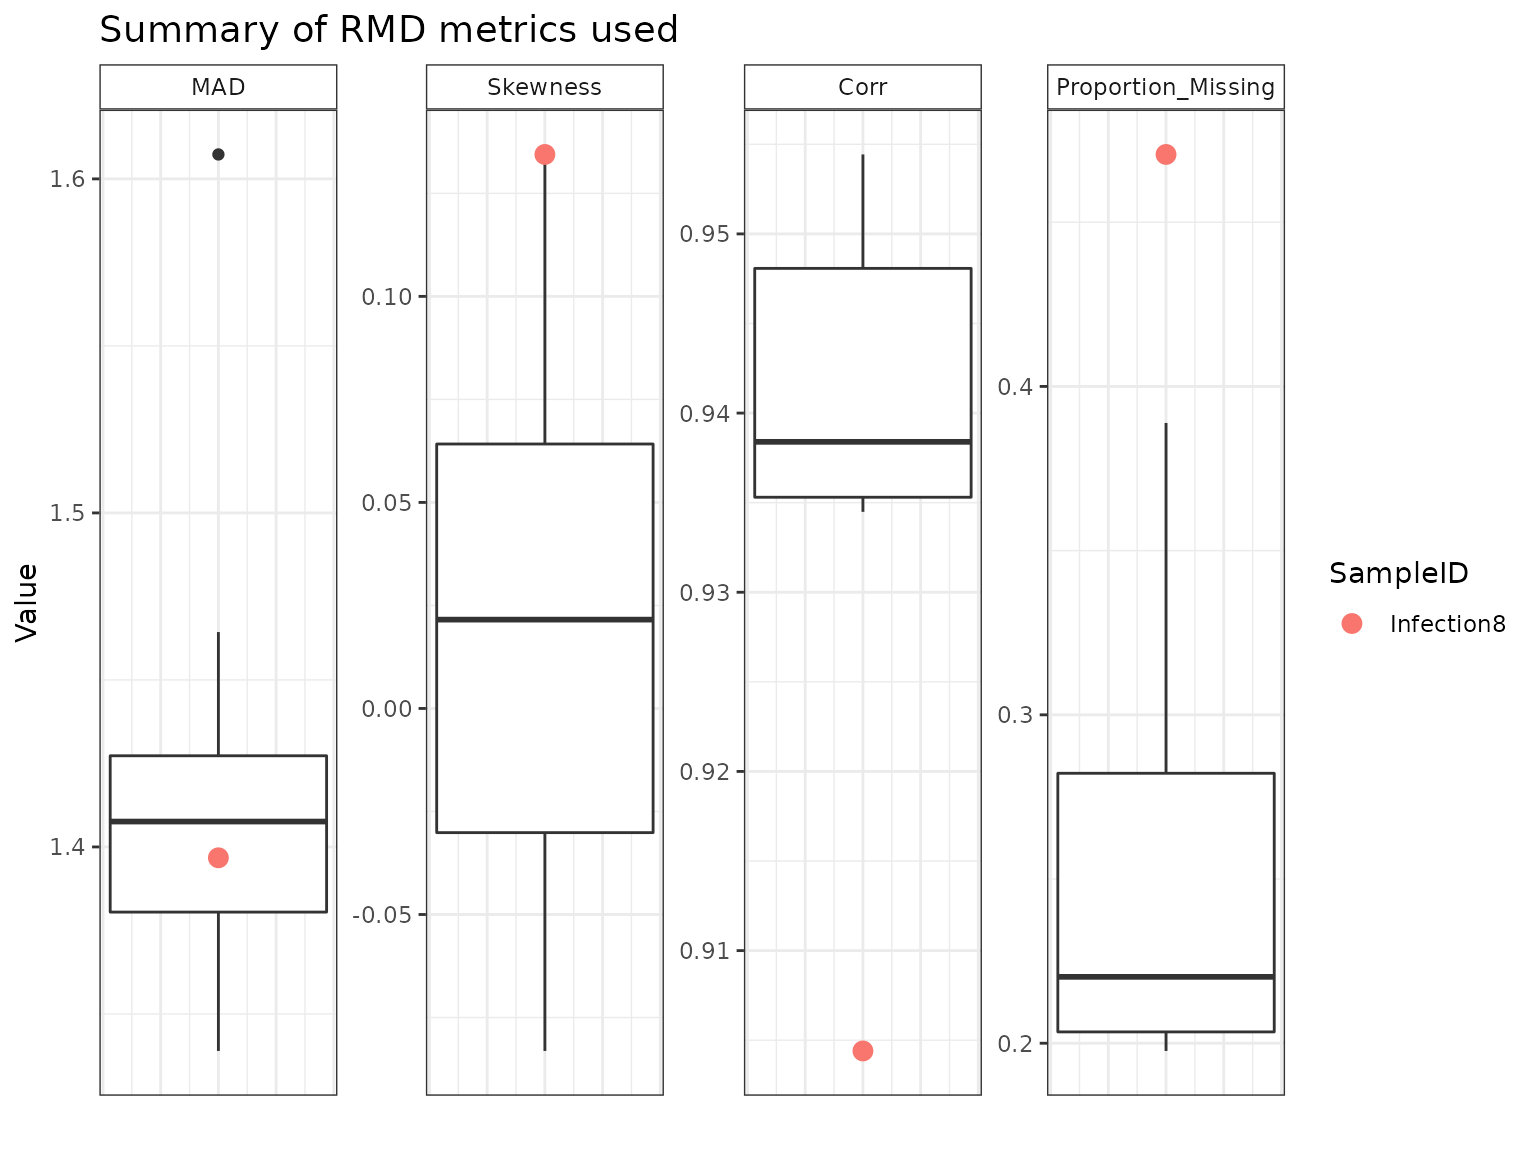 Summary of RMD metrics used
MAD
Skewness
Corr
Proportion_Missing
Value
1.6
1.5
1.4
0.10
0.05
0.00
-0.05
0.95
0.94
0.93
0.92
0.91
0.4
0.3
0.2
SampleID
Infection8